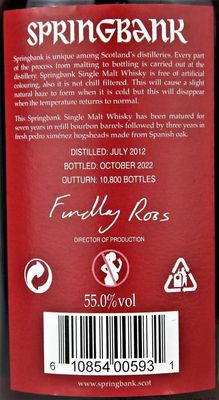 SPRINGBANK
Springbank is unique among Scotland's distilleries. Every part
of the process from malting to bottling is carried out at the
distillery. Springbank Single Malt Whisky is free of artificial
colouring, also it is not chill filtered. This will cause a slight
natural haze to form when it is cold but this will disappear
when the temperature returns to normal.
This Springbank Single Malt Whisky has been matured for
seven years in refill bourbon barrels followed by three years in
fresh pedro ximénez hogsheads made from Spanish oak.
DISTILLED: JULY 2012
BOTTLED: OCTOBER 2022
OUTTURN: 10,800 BOTTLES
Findlay Ross
DIRECTOR OF PRODUCTION
55.0%vol
6 10854 00593 1
www.springbank.scot